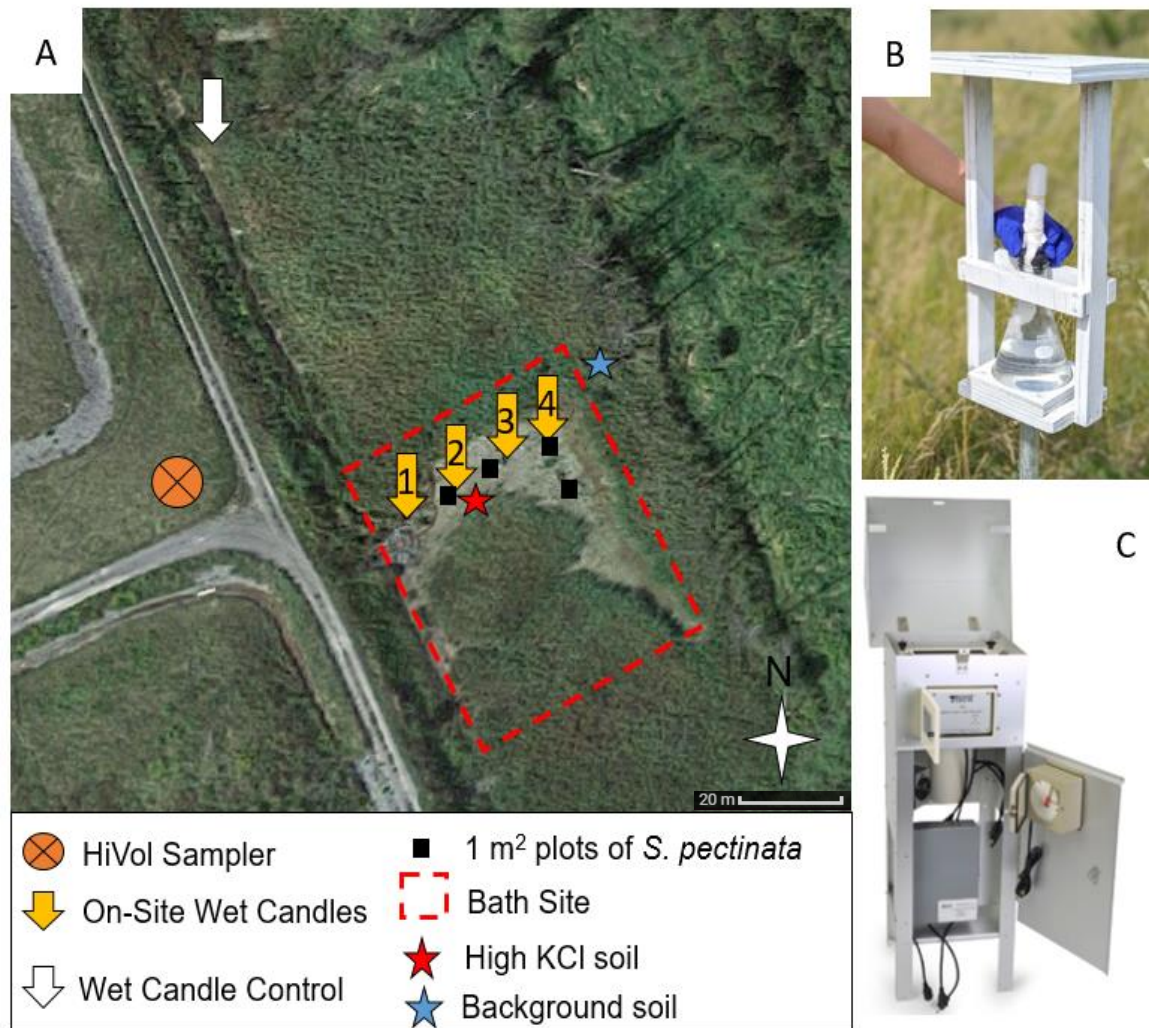 A
B
4
3
2
1
N
20 m
C
TISCH
HiVol Sampler
1 m² plots of S. pectinata
On-Site Wet Candles
Bath Site
High KCl soil
Wet Candle Control
Background soil